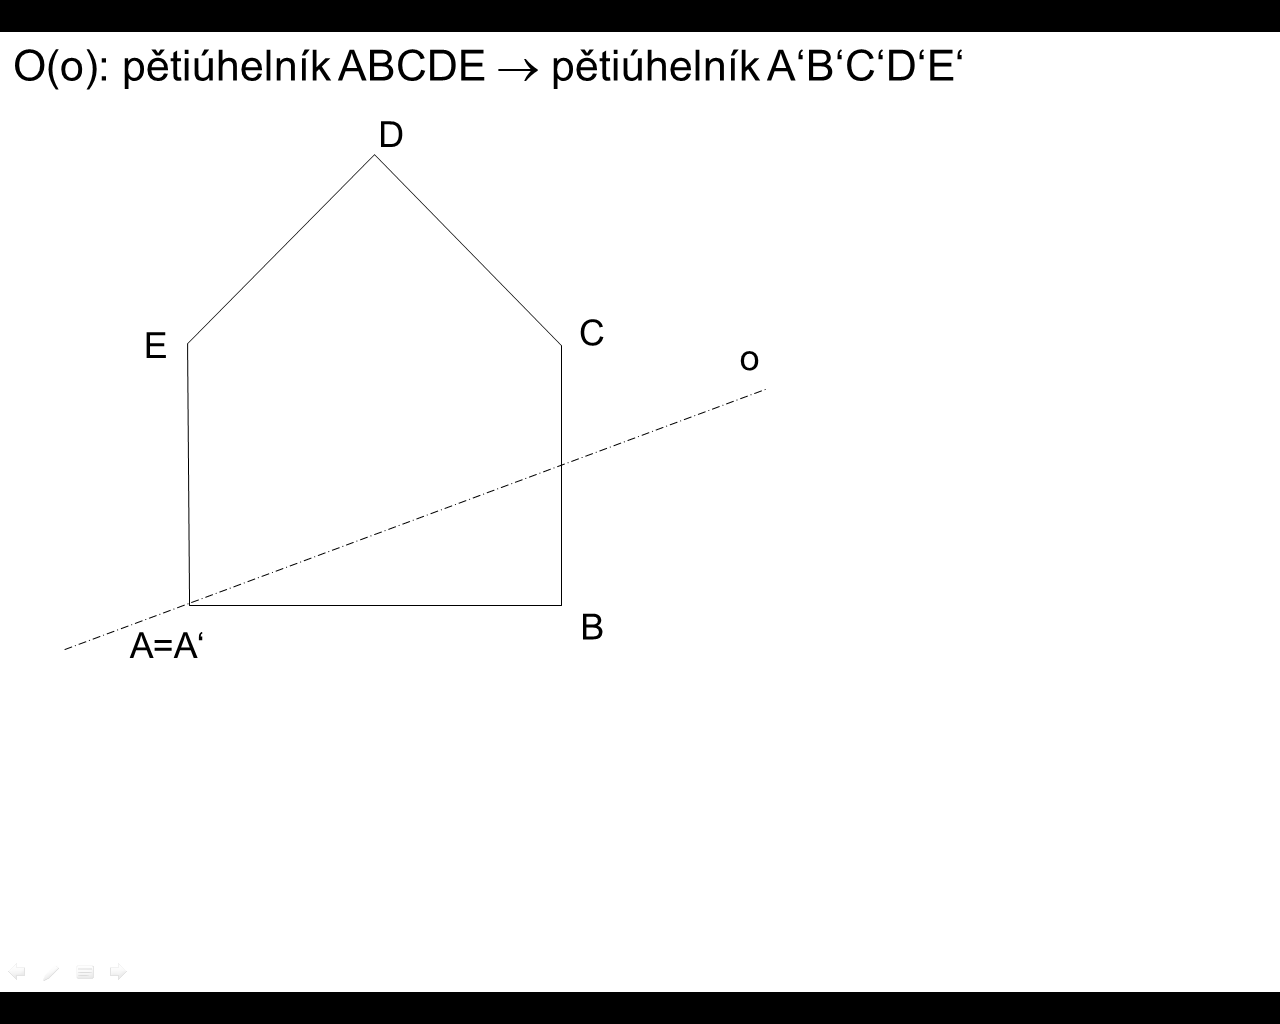 O(o): pětiúhelník ABCDE → pětiúhelník A‘B‘C‘D‘E‘
D
E
C
o
A=A‘
B